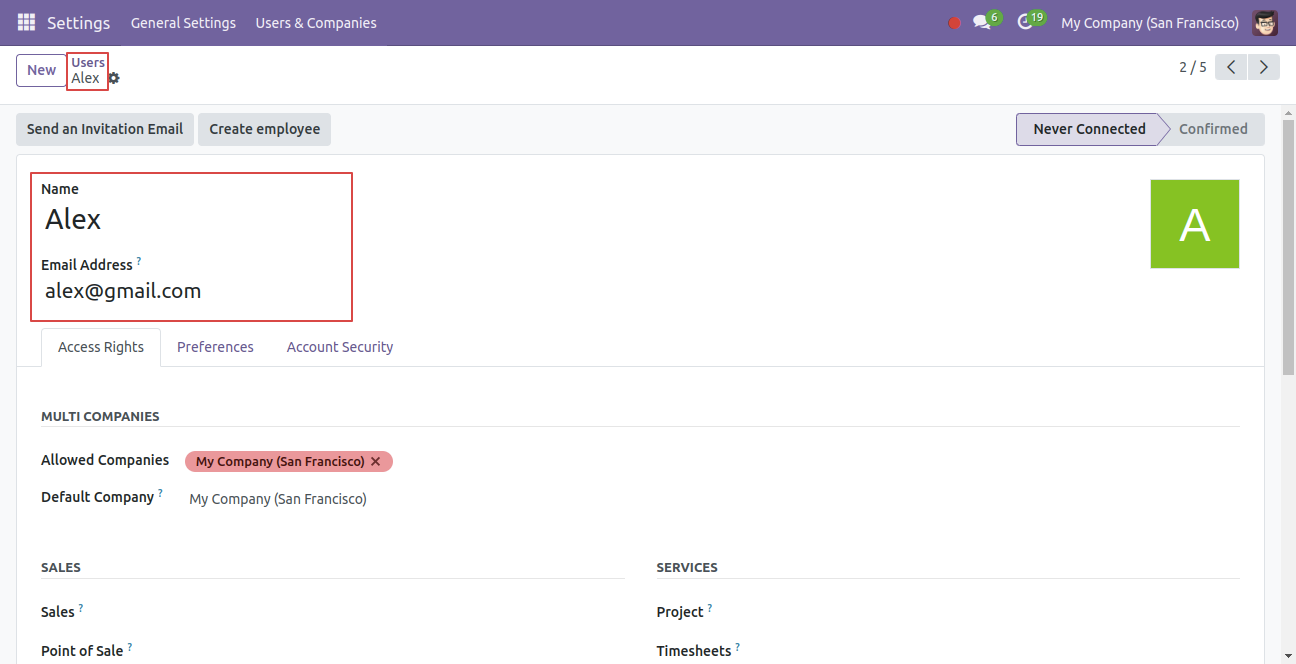 Settings General Settings Users & Companies 6 19 My Company (San Francisco)
New Users 2 / 5
Alex
Send an Invitation Email Create employee Never Connected Confirmed
Name
Alex
A
Email Address ?
alex@gmail.com
Access Rights Preferences Account Security
MULTI COMPANIES
Allowed Companies My Company (San Francisco) ✕
Default Company ? My Company (San Francisco)
SALES SERVICES
Sales ? Project ?
Point of Sale ? Timesheets ?